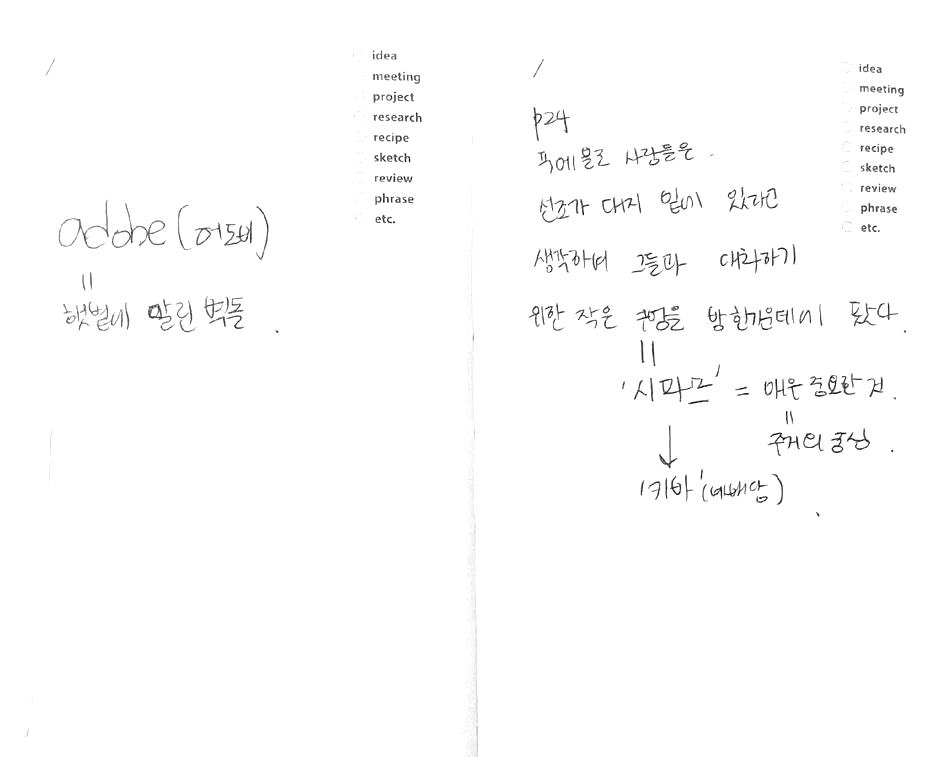 /
idea
meeting
project
research
recipe
sketch
review
phrase
etc.
adobe (어도비)
=
햇볕에 말린 벽돌.
/
idea
meeting
project
research
recipe
sketch
review
phrase
etc.
p24
푸에블로 사람들은.
선조가 대지 밑에 있다고
생각하며 그들과 대화하기
위한 작은 구멍을 방한가운데에 팠다.
=
'시파푸' = 매우 중요한 것.
=
주거의 중심.
↓
'키바' (예배당).